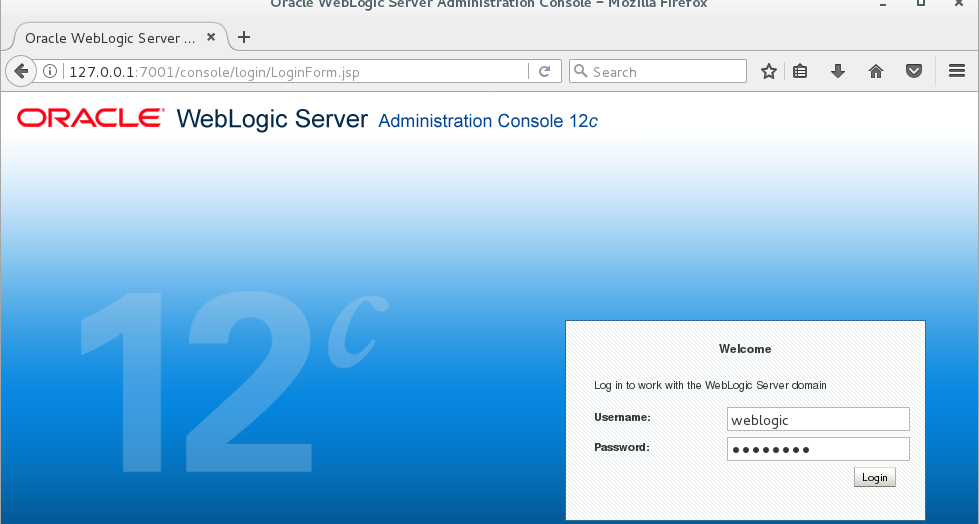 Oracle WebLogic Server Administration Console – Mozilla Firefox
Oracle WebLogic Server ...
127.0.0.1:7001/console/login/LoginForm.jsp
Search
ORACLE WebLogic Server Administration Console 12c
12c
Welcome
Log in to work with the WebLogic Server domain
Username: weblogic
Password: ●●●●●●●●
Login